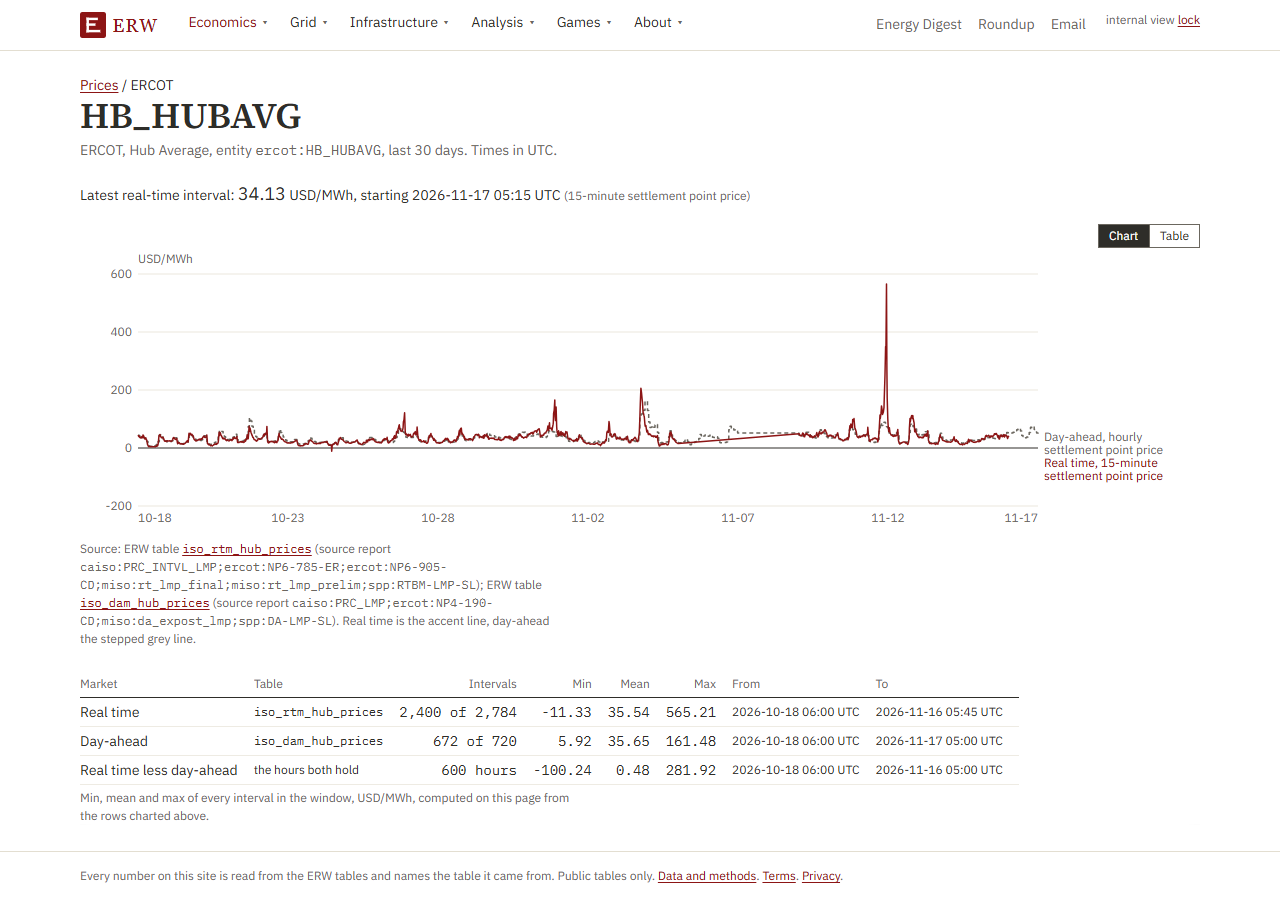 E ERW Economics ▾ Grid ▾ Infrastructure ▾ Analysis ▾ Games ▾ About ▾ Energy Digest Roundup Email internal view lock
Prices / ERCOT
HB_HUBAVG
ERCOT, Hub Average, entity ercot:HB_HUBAVG, last 30 days. Times in UTC.
Latest real-time interval: 34.13 USD/MWh, starting 2026-11-17 05:15 UTC (15-minute settlement point price)
Chart Table
USD/MWh
600
400
200
0
-200
10-18 10-23 10-28 11-02 11-07 11-12 11-17
Day-ahead, hourly
settlement point price
Real time, 15-minute
settlement point price
Source: ERW table iso_rtm_hub_prices (source report
caiso:PRC_INTVL_LMP;ercot:NP6-785-ER;ercot:NP6-905-
CD;miso:rt_lmp_final;miso:rt_lmp_prelim;spp:RTBM-LMP-SL); ERW table
iso_dam_hub_prices (source report caiso:PRC_LMP;ercot:NP4-190-
CD;miso:da_expost_lmp;spp:DA-LMP-SL). Real time is the accent line, day-ahead
the stepped grey line.
Market Table Intervals Min Mean Max From To
Real time iso_rtm_hub_prices 2,400 of 2,784 -11.33 35.54 565.21 2026-10-18 06:00 UTC 2026-11-16 05:45 UTC
Day-ahead iso_dam_hub_prices 672 of 720 5.92 35.65 161.48 2026-10-18 06:00 UTC 2026-11-17 05:00 UTC
Real time less day-ahead the hours both hold 600 hours -100.24 0.48 281.92 2026-10-18 06:00 UTC 2026-11-16 05:00 UTC
Min, mean and max of every interval in the window, USD/MWh, computed on this page from
the rows charted above.
Every number on this site is read from the ERW tables and names the table it came from. Public tables only. Data and methods. Terms. Privacy.